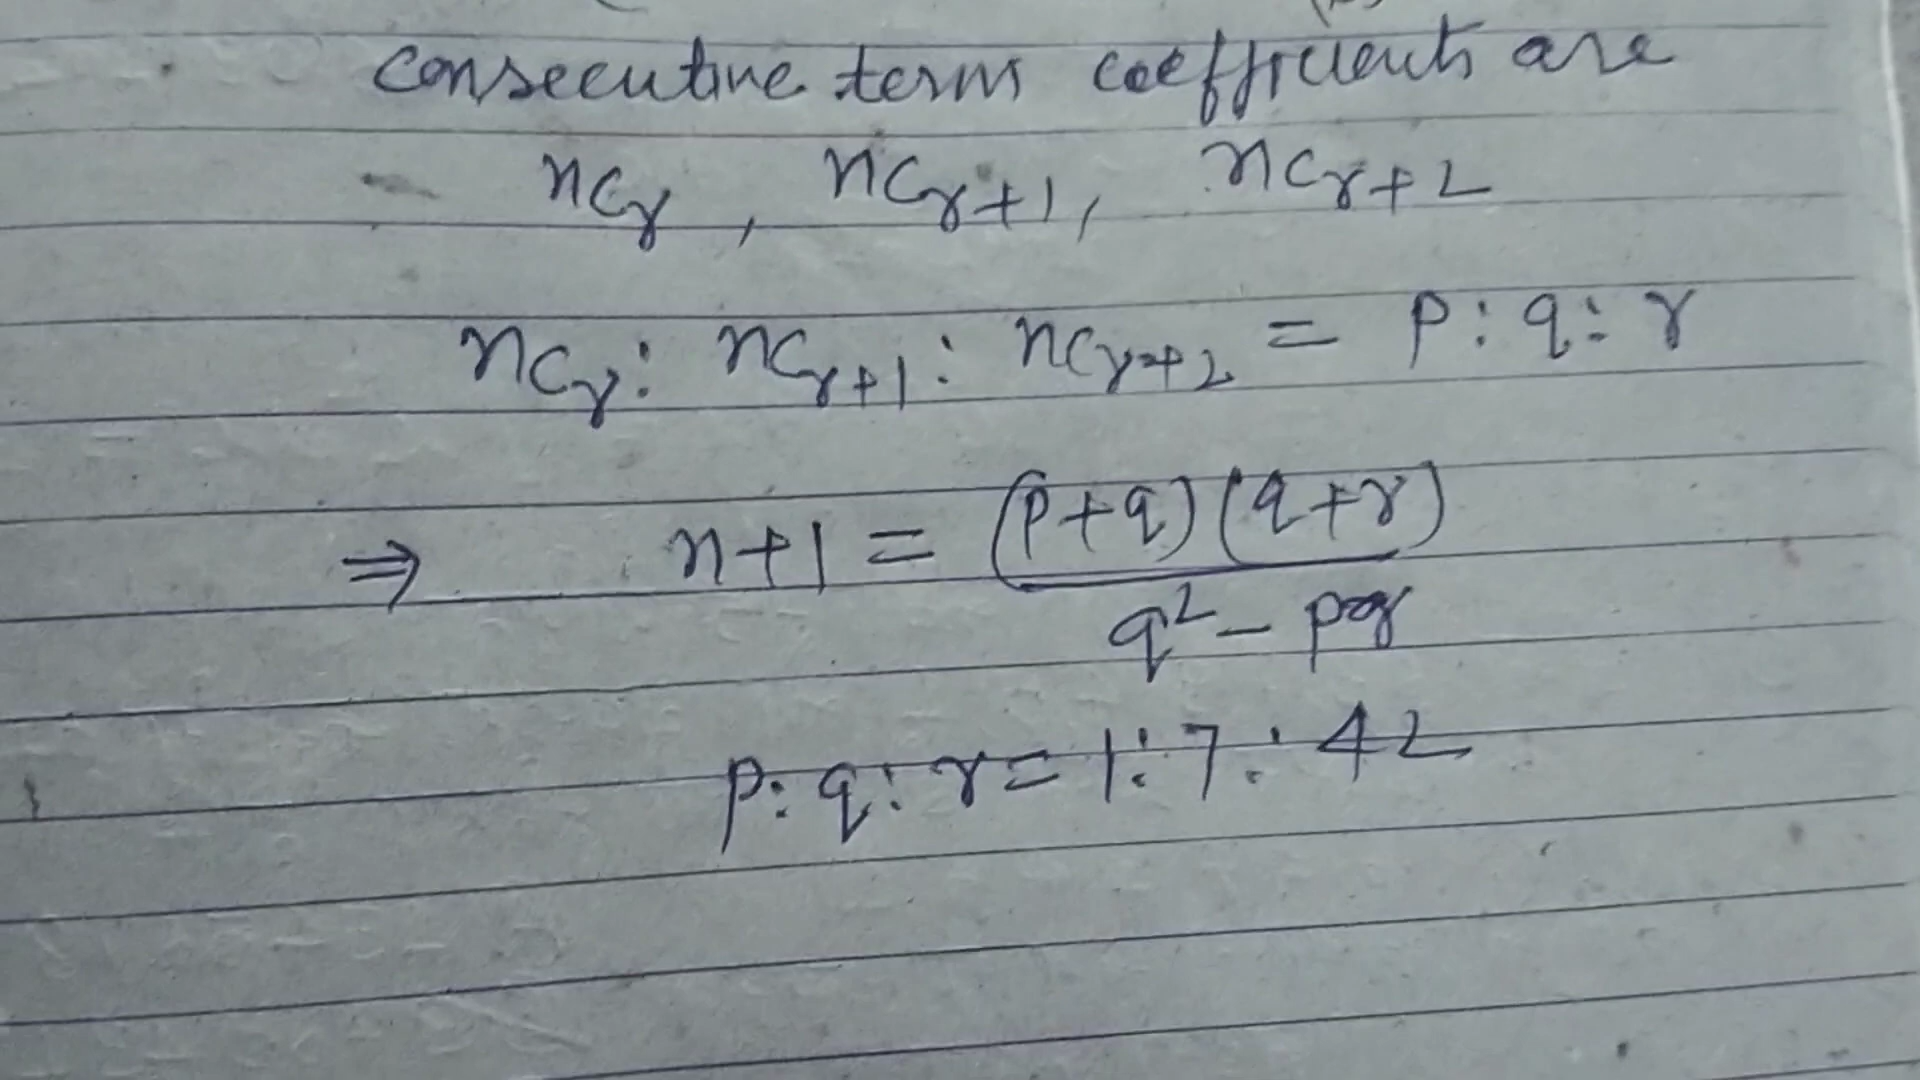 consecutive term coefficients are
nCr, nCr+1, nCr+2
nCr : nCr+1 : nCr+2 = p : q : r
⇒ n+1 = (p+q)(q+r)
q² - pr
p : q : r = 1 : 7 : 42